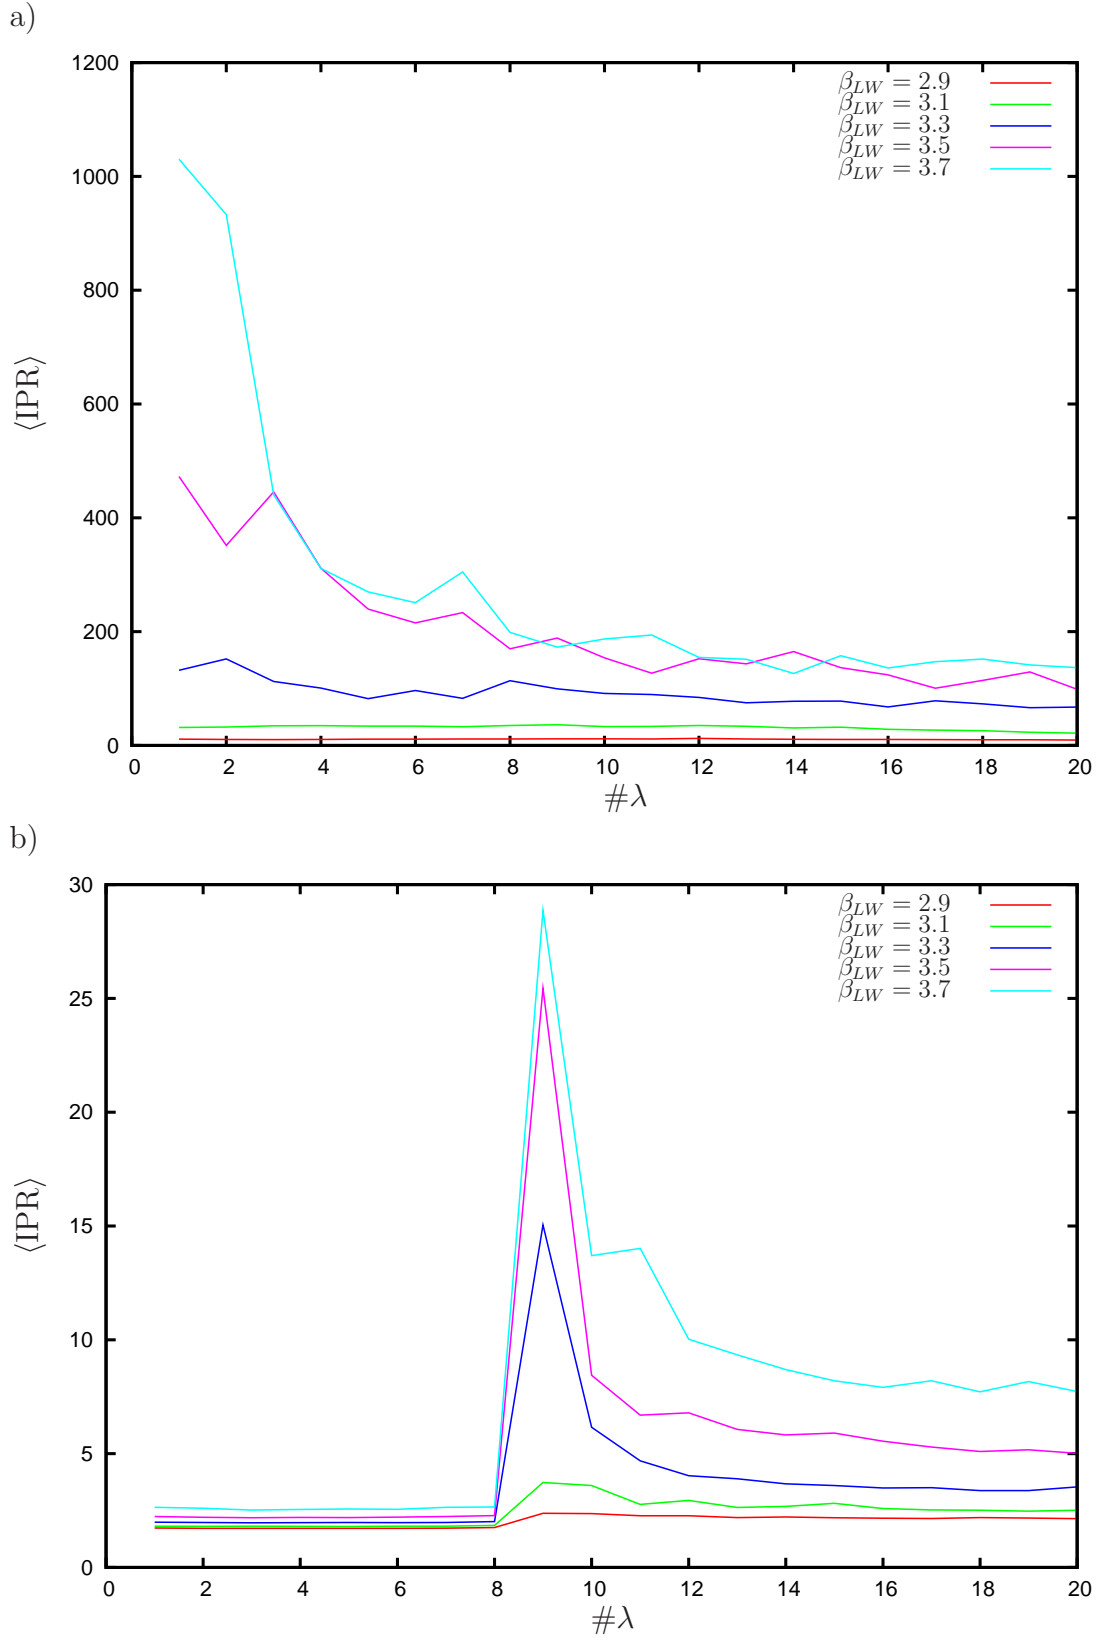 a)
1200
1000
800
600
400
200
0
⟨IPR⟩
β_LW = 2.9
β_LW = 3.1
β_LW = 3.3
β_LW = 3.5
β_LW = 3.7
0 2 4 6 8 10 12 14 16 18 20
#λ
b)
30
25
20
15
10
5
0
⟨IPR⟩
β_LW = 2.9
β_LW = 3.1
β_LW = 3.3
β_LW = 3.5
β_LW = 3.7
0 2 4 6 8 10 12 14 16 18 20
#λ